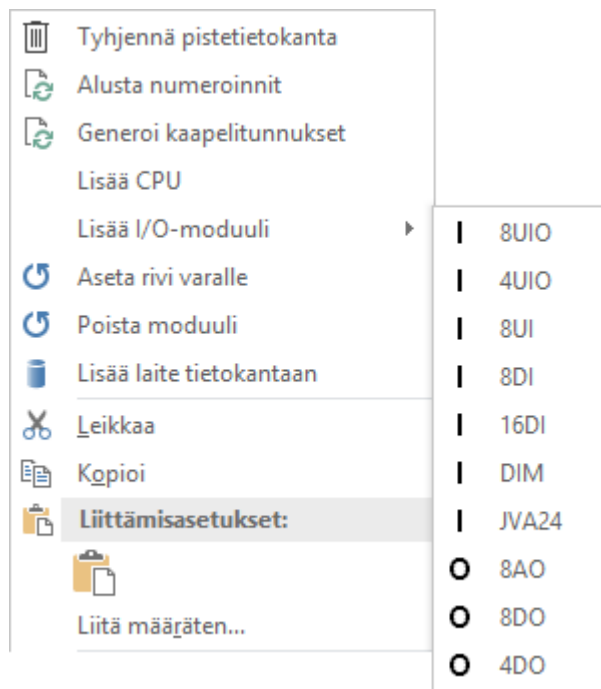 Tyhjennä pistetietokanta
Alusta numeroinnit
Generoi kaapelitunnukset
Lisää CPU
Lisää I/O-moduuli
Aseta rivi varalle
Poista moduuli
Lisää laite tietokantaan
Leikkaa
Kopioi
Liittämisasetukset:
Liitä määräten...
I 8UIO
I 4UIO
I 8UI
I 8DI
I 16DI
I DIM
I JVA24
O 8AO
O 8DO
O 4DO